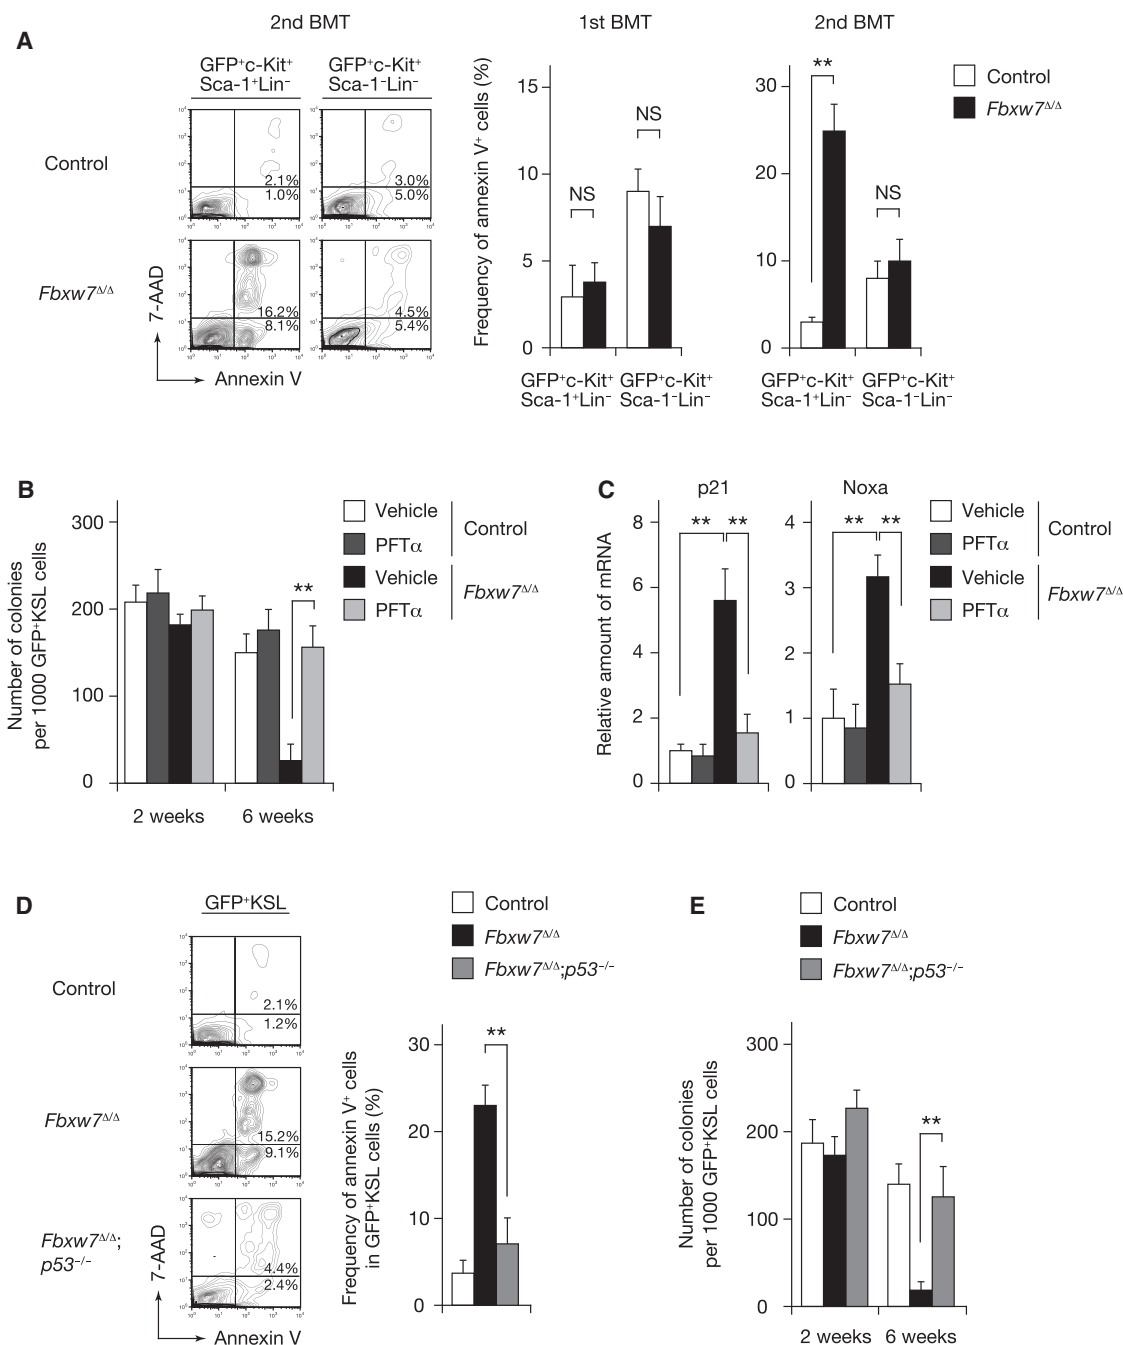 A
2nd BMT
1st BMT
2nd BMT
GFP⁺c-Kit⁺
Sca-1⁺Lin⁻
GFP⁺c-Kit⁺
Sca-1⁻Lin⁻
Control
2.1%
1.0%
3.0%
5.0%
Fbxw7Δ/Δ
16.2%
8.1%
4.5%
5.4%
7-AAD
Annexin V
Frequency of annexin V⁺ cells (%)
15
10
5
0
NS
NS
GFP⁺c-Kit⁺
Sca-1⁺Lin⁻
GFP⁺c-Kit⁺
Sca-1⁻Lin⁻
30
20
10
0
**
NS
GFP⁺c-Kit⁺
Sca-1⁺Lin⁻
GFP⁺c-Kit⁺
Sca-1⁻Lin⁻
Control
Fbxw7Δ/Δ
B
Number of colonies
per 1000 GFP⁺KSL cells
300
200
100
0
**
2 weeks
6 weeks
Vehicle
PFTα
Control
Vehicle
PFTα
Fbxw7Δ/Δ
C
p21
Noxa
Relative amount of mRNA
8
6
4
2
0
** **
4
3
2
1
0
** **
Vehicle
PFTα
Control
Vehicle
PFTα
Fbxw7Δ/Δ
D
GFP⁺KSL
Control
2.1%
1.2%
Fbxw7Δ/Δ
15.2%
9.1%
Fbxw7Δ/Δ;
p53⁻/⁻
4.4%
2.4%
7-AAD
Annexin V
Control
Fbxw7Δ/Δ
Fbxw7Δ/Δ;p53⁻/⁻
Frequency of annexin V⁺ cells
in GFP⁺KSL cells (%)
30
20
10
0
**
E
Control
Fbxw7Δ/Δ
Fbxw7Δ/Δ;p53⁻/⁻
Number of colonies
per 1000 GFP⁺KSL cells
300
200
100
0
**
2 weeks
6 weeks